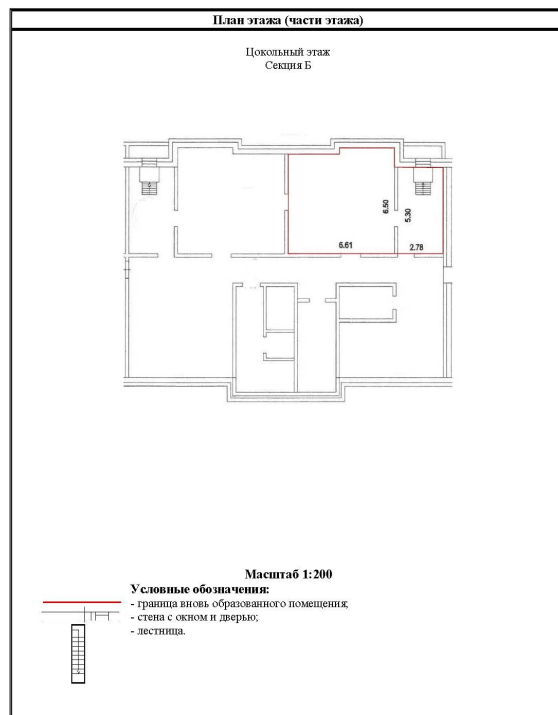 План этажа (части этажа)
Цокольный этаж
Секция Б
6.50
5.30
6.61
2.78
Масштаб 1:200
Условные обозначения:
- граница вновь образованного помещения;
- стена с окном и дверью;
- лестница.